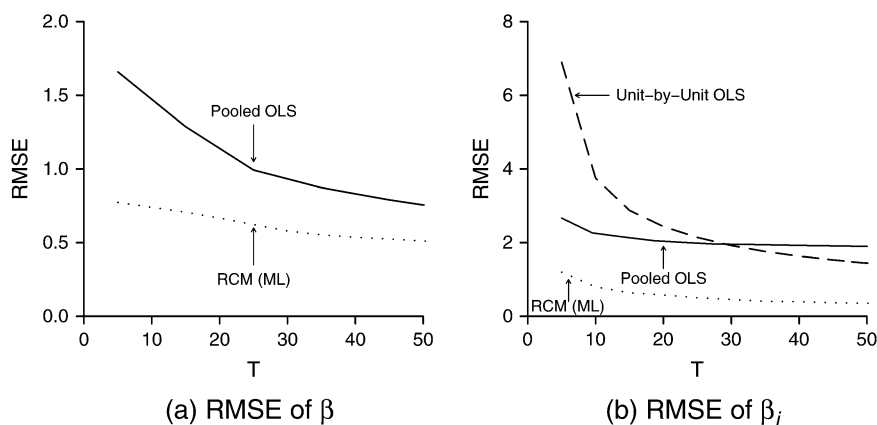 2.0
1.5
1.0
0.5
0.0
RMSE
Pooled OLS
RCM (ML)
0 10 20 30 40 50
T
(a) RMSE of β
8
6
4
2
0
RMSE
Unit−by−Unit OLS
Pooled OLS
RCM (ML)
0 10 20 30 40 50
T
(b) RMSE of βi